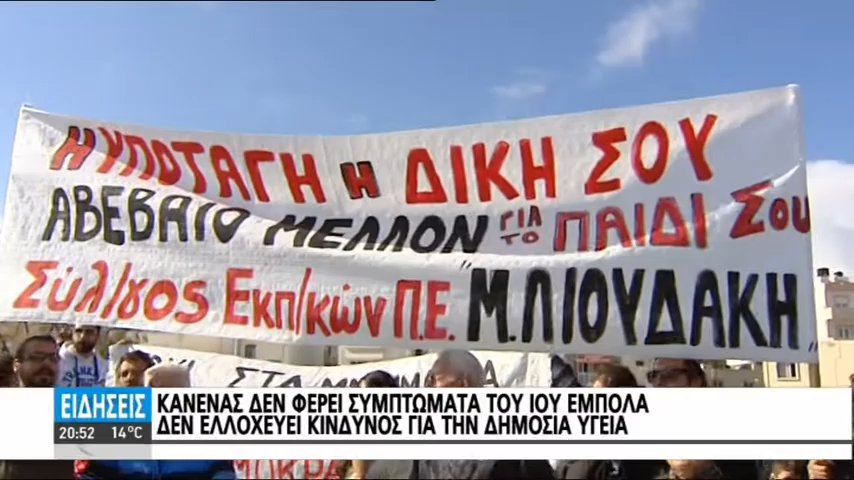 Η ΥΠΟΤΑΓΗ Η ΔΙΚΗ ΣΟΥ
ΑΒΕΒΑΙΟ ΜΕΛΛΟΝ ΓΙΑ ΤΟ ΠΑΙΔΙ ΣΟΥ
Σύλ/γος Εκπ/κών Π.Ε. "Μ. ΛΙΟΥΔΑΚΗ"
ΣΤΑ
ΕΙΔΗΣΕΙΣ
20:52 14°C
ΚΑΝΕΝΑΣ ΔΕΝ ΦΕΡΕΙ ΣΥΜΠΤΩΜΑΤΑ ΤΟΥ ΙΟΥ ΕΜΠΟΛΑ
ΔΕΝ ΕΛΛΟΧΕΥΕΙ ΚΙΝΔΥΝΟΣ ΓΙΑ ΤΗΝ ΔΗΜΟΣΙΑ ΥΓΕΙΑ